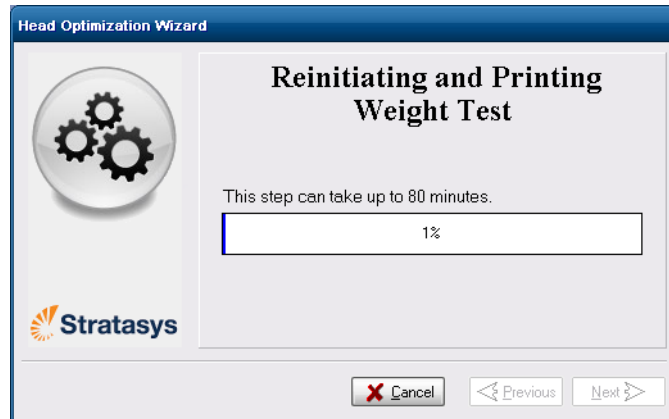 Head Optimization Wizard
Reinitiating and Printing
Weight Test
This step can take up to 80 minutes.
1%
Stratasys
Cancel
Previous
Next